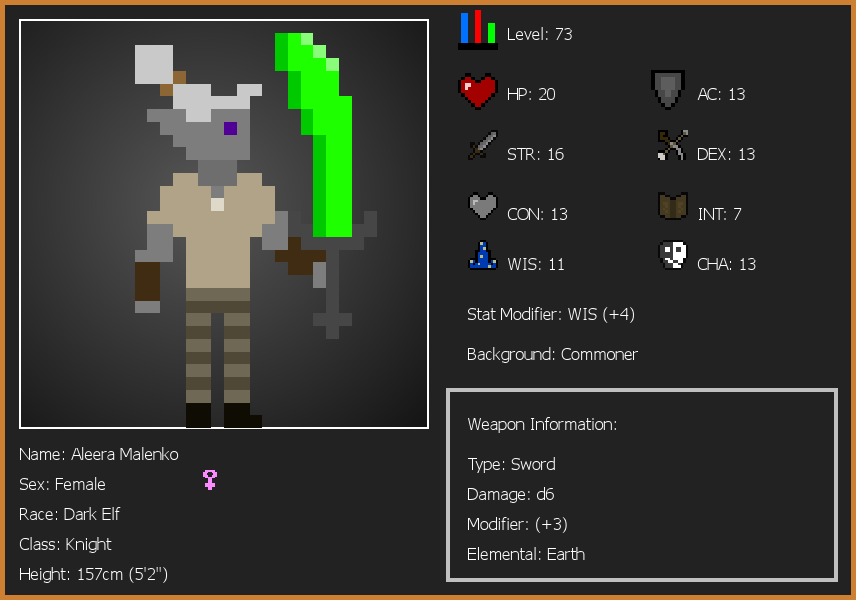 Level: 73
HP: 20
AC: 13
STR: 16
DEX: 13
CON: 13
INT: 7
WIS: 11
CHA: 13
Stat Modifier: WIS (+4)
Background: Commoner
Weapon Information:
Type: Sword
Damage: d6
Modifier: (+3)
Elemental: Earth
Name: Aleera Malenko
Sex: Female
Race: Dark Elf
Class: Knight
Height: 157cm (5'2")